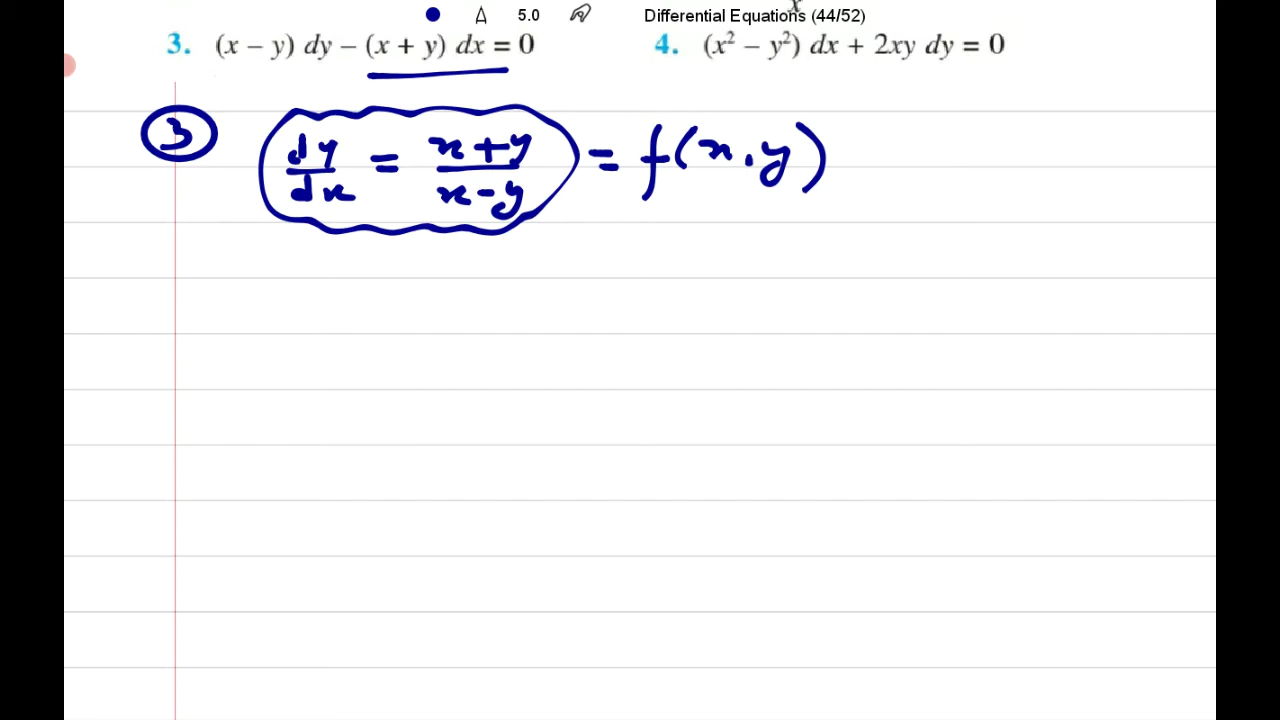 5.0 Differential Equations (44/52)
3. (x – y) dy – (x + y) dx = 0 4. (x² – y²) dx + 2xy dy = 0
③ dy/dx = x+y/x-y = f(x,y)